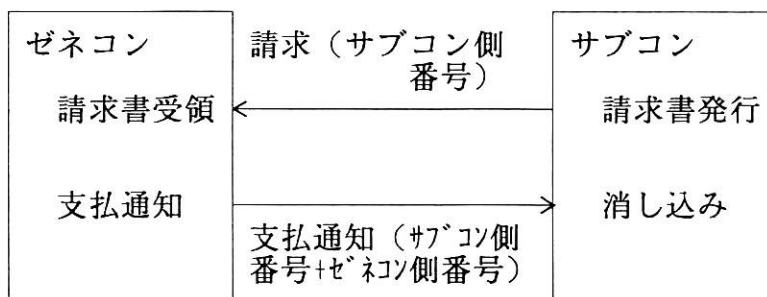 ゼネコン
請求（サブコン側
番号）
サブコン
請求書受領
請求書発行
支払通知
消し込み
支払通知（ｻﾌﾞｺﾝ側
番号+ｾﾞﾈｺﾝ側番号）